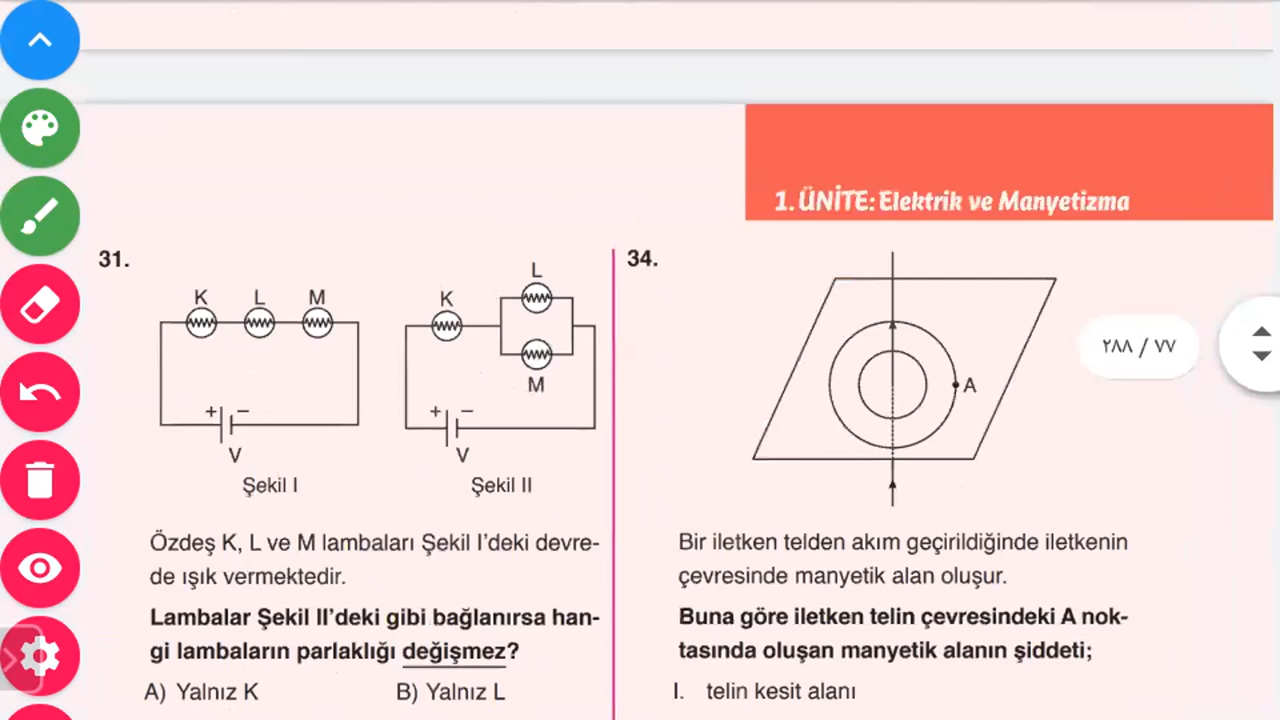 1. ÜNİTE: Elektrik ve Manyetizma
31.
K L M
+ −
V
Şekil I
K
L
M
+ −
V
Şekil II
Özdeş K, L ve M lambaları Şekil I’deki devre-
de ışık vermektedir.
Lambalar Şekil II’deki gibi bağlanırsa han-
gi lambaların parlaklığı değişmez?
A) Yalnız K B) Yalnız L
34.
A
Bir iletken telden akım geçirildiğinde iletkenin
çevresinde manyetik alan oluşur.
Buna göre iletken telin çevresindeki A nok-
tasında oluşan manyetik alanın şiddeti;
I. telin kesit alanı
٢٨٨ / ٧٧